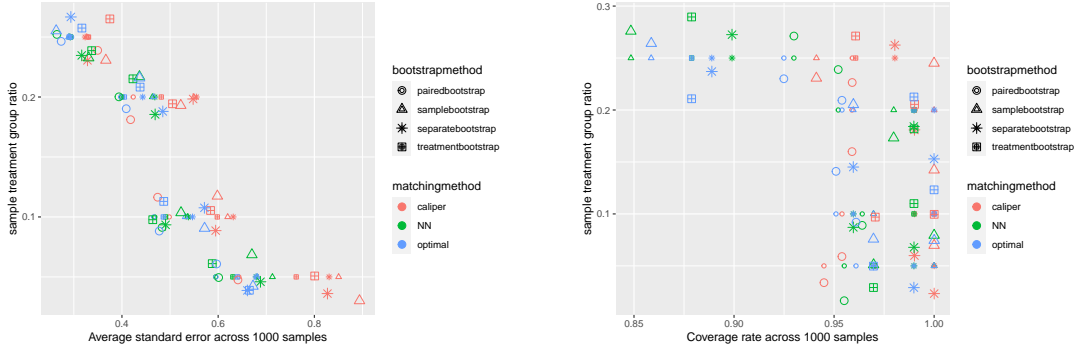 sample treatment group ratio
0.2
0.1
0.4
0.6
0.8
Average standard error across 1000 samples
bootstrapmethod
pairedbootstrap
samplebootstrap
separatebootstrap
treatmentbootstrap
matchingmethod
caliper
NN
optimal
sample treatment group ratio
0.3
0.2
0.1
0.85
0.90
0.95
1.00
Coverage rate across 1000 samples
bootstrapmethod
pairedbootstrap
samplebootstrap
separatebootstrap
treatmentbootstrap
matchingmethod
caliper
NN
optimal